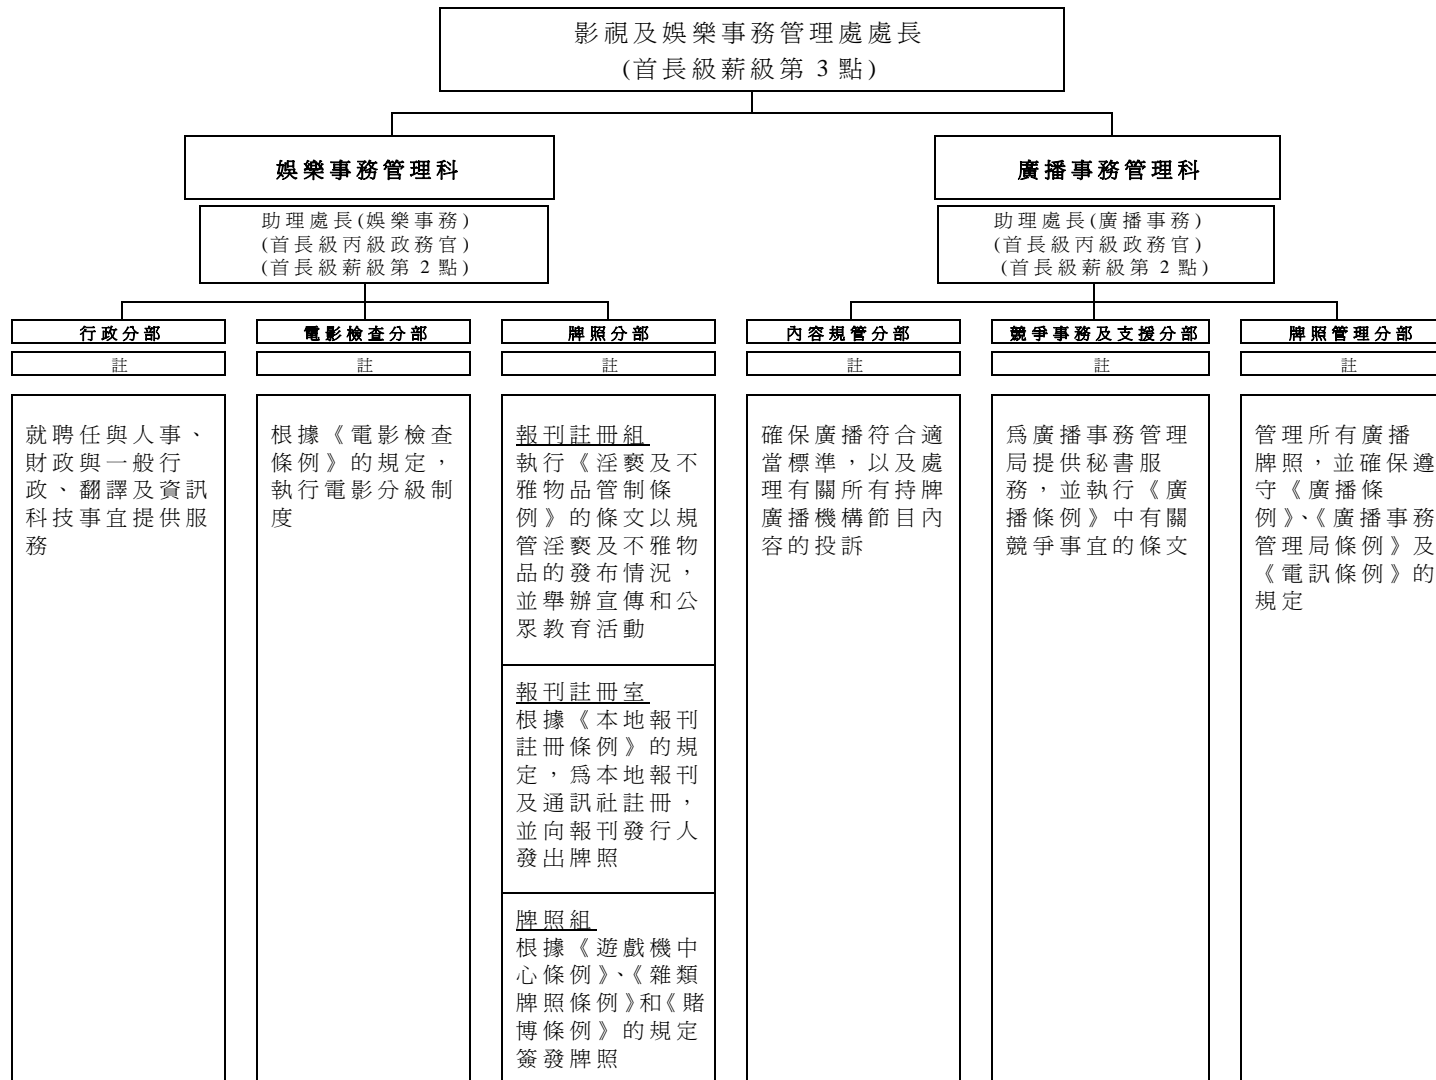 影視及娛樂事務管理處處長
(首長級薪級第 3 點)
娛樂事務管理科
助理處長(娛樂事務)
(首長級丙級政務官)
(首長級薪級第 2 點)
廣播事務管理科
助理處長(廣播事務)
(首長級丙級政務官)
(首長級薪級第 2 點)
行政分部
註
就聘任與人事、
財政與一般行
政、翻譯及資訊
科技事宜提供服
務
電影檢查分部
註
根據《電影檢查
條例》的規定，
執行電影分級制
度
牌照分部
註
報刊註冊組
執行《淫褻及不
雅物品管制條
例》的條文以規
管淫褻及不雅物
品的發布情況，
並舉辦宣傳和公
眾教育活動
報刊註冊室
根據《本地報刊
註冊條例》的規
定，爲本地報刊
及通訊社註冊，
並向報刊發行人
發出牌照
牌照組
根據《遊戲機中
心條例》、《雜類
牌照條例》和《賭
博條例》的規定
簽發牌照
內容規管分部
註
確保廣播符合適
當標準，以及處
理有關所有持牌
廣播機構節目內
容的投訴
競爭事務及支援分部
註
爲廣播事務管理
局提供秘書服
務，並執行《廣
播條例》中有關
競爭事宜的條文
牌照管理分部
註
管理所有廣播
牌照，並確保遵
守《廣播條
例》、《廣播事務
管理局條例》及
《電訊條例》的
規定